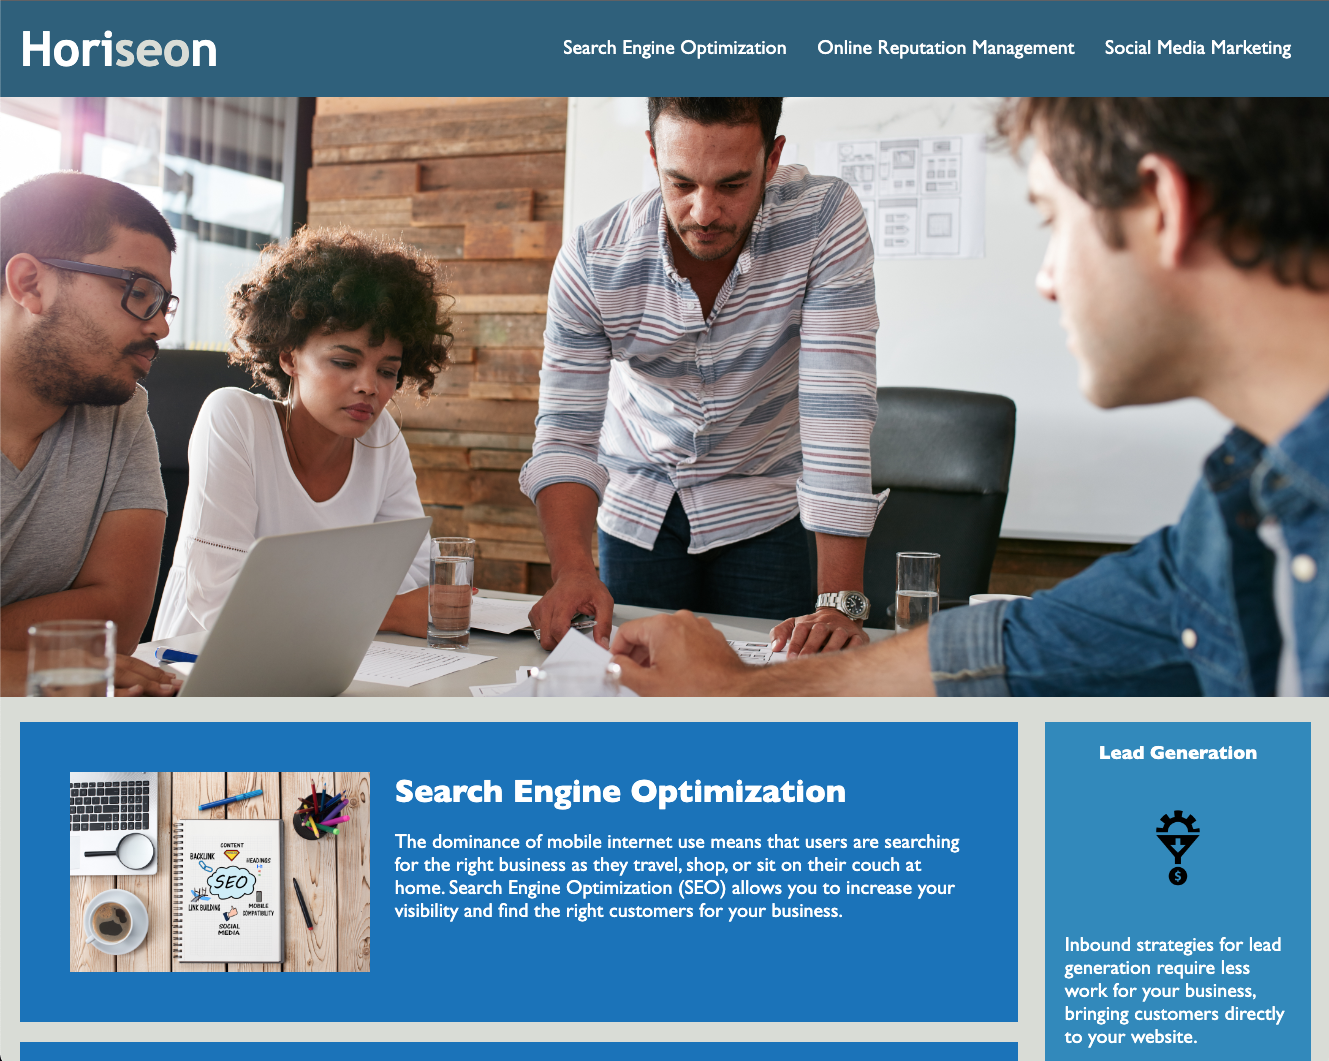 Horiseon
Search Engine Optimization
Online Reputation Management
Social Media Marketing
Search Engine Optimization
The dominance of mobile internet use means that users are searching
for the right business as they travel, shop, or sit on their couch at
home. Search Engine Optimization (SEO) allows you to increase your
visibility and find the right customers for your business.
CONTENT
BACKLINK
HEADINGS
SEO
LINK BUILDING
MOBILE
COMPATIBILITY
SOCIAL
MEDIA
Lead Generation
$
Inbound strategies for lead
generation require less
work for your business,
bringing customers directly
to your website.